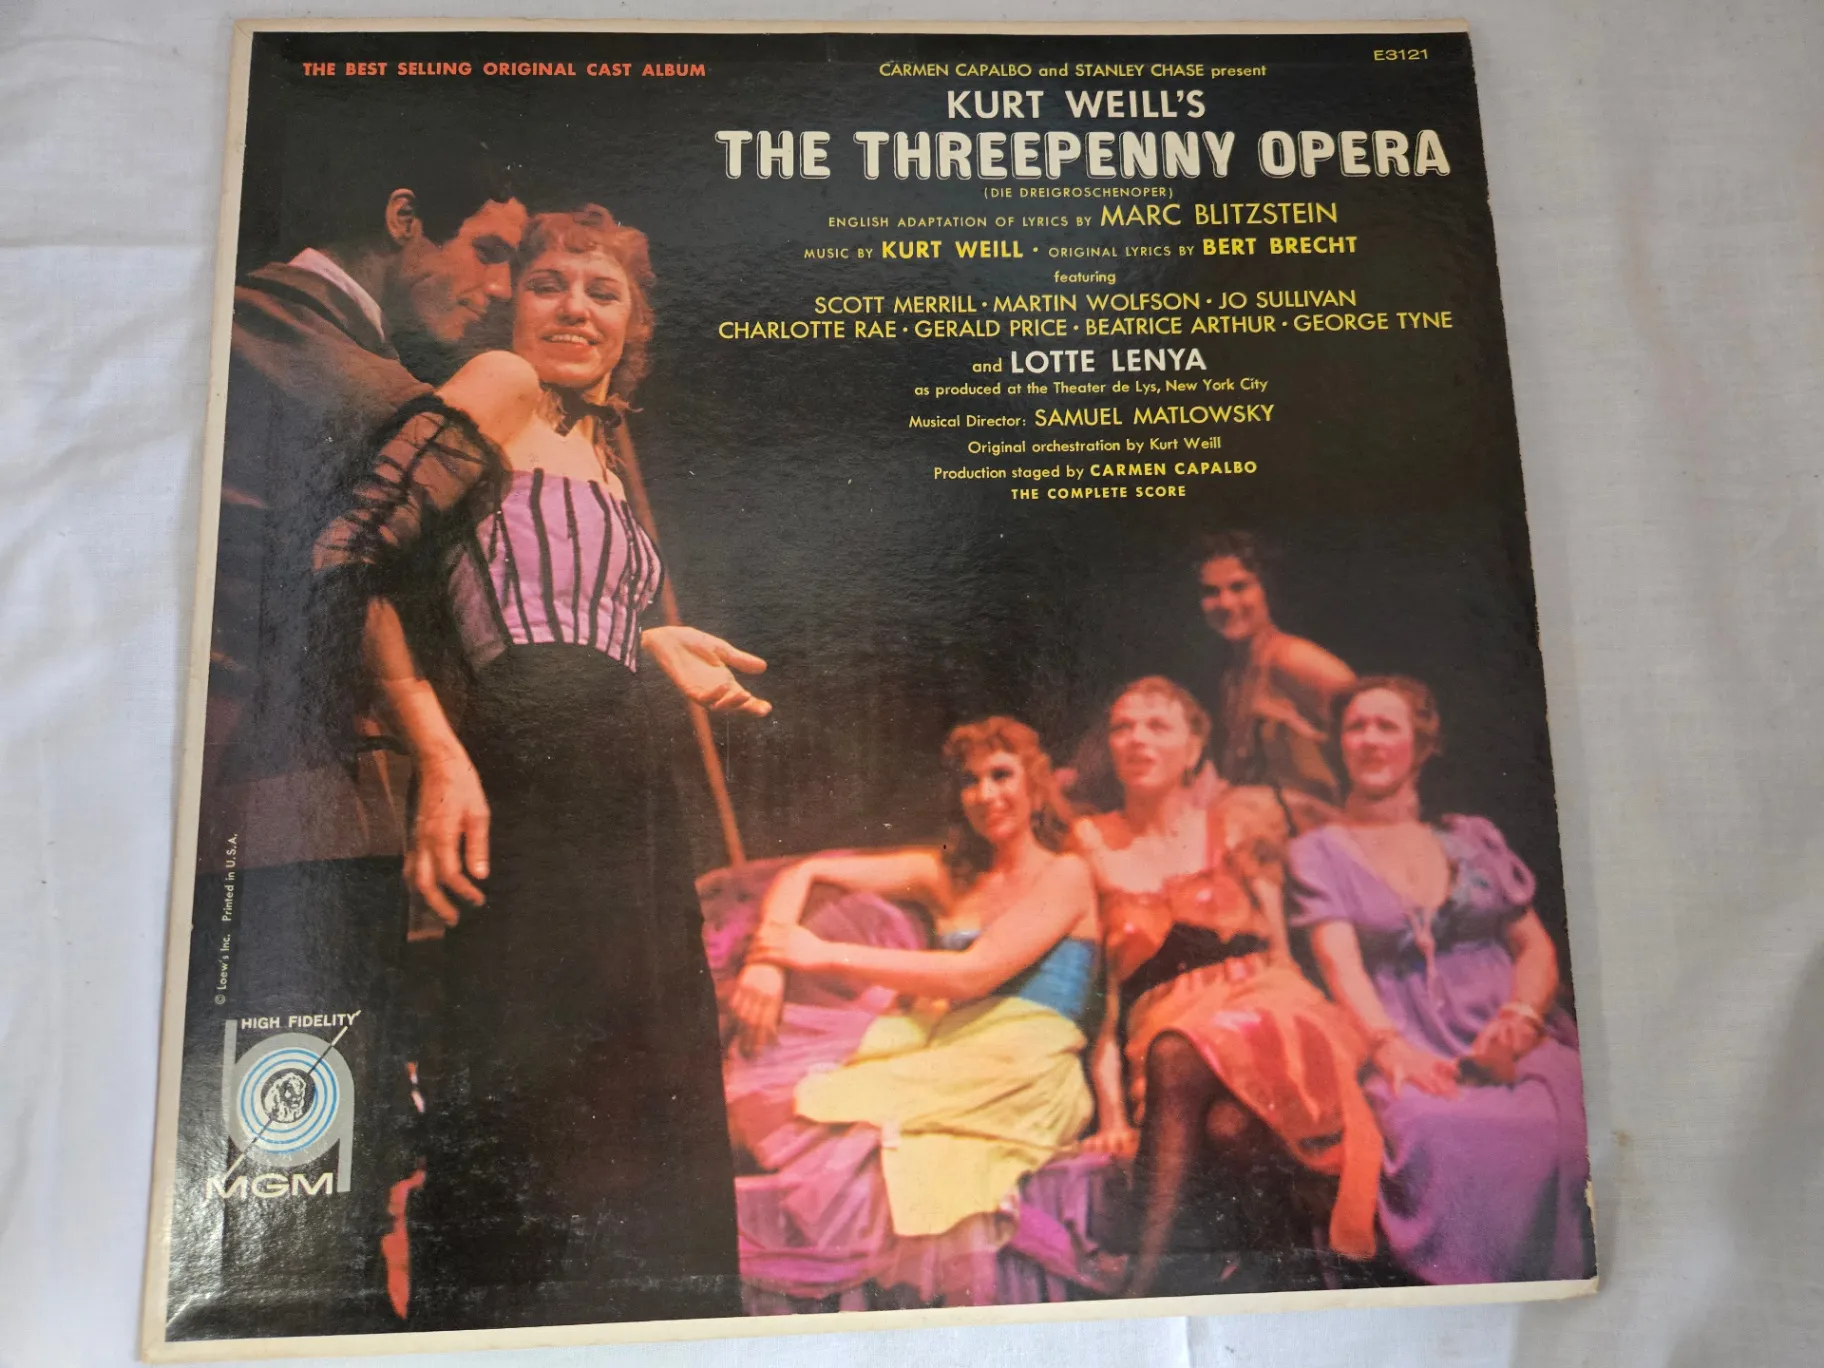 THE BEST SELLING ORIGINAL CAST ALBUM
E3121
CARMEN CAPALBO and STANLEY CHASE present
KURT WEILL'S
THE THREEPENNY OPERA
(DIE DREIGROSCHENOPER)
ENGLISH ADAPTATION OF LYRICS BY MARC BLITZSTEIN
MUSIC BY KURT WEILL • ORIGINAL LYRICS BY BERT BRECHT
featuring
SCOTT MERRILL • MARTIN WOLFSON • JO SULLIVAN
CHARLOTTE RAE • GERALD PRICE • BEATRICE ARTHUR • GEORGE TYNE
and LOTTE LENYA
as produced at the Theater de Lys, New York City
Musical Director: SAMUEL MATLOWSKY
Original orchestration by Kurt Weill
Production staged by CARMEN CAPALBO
THE COMPLETE SCORE
© Loew's Inc. Printed in U.S.A.
HIGH FIDELITY
MGM